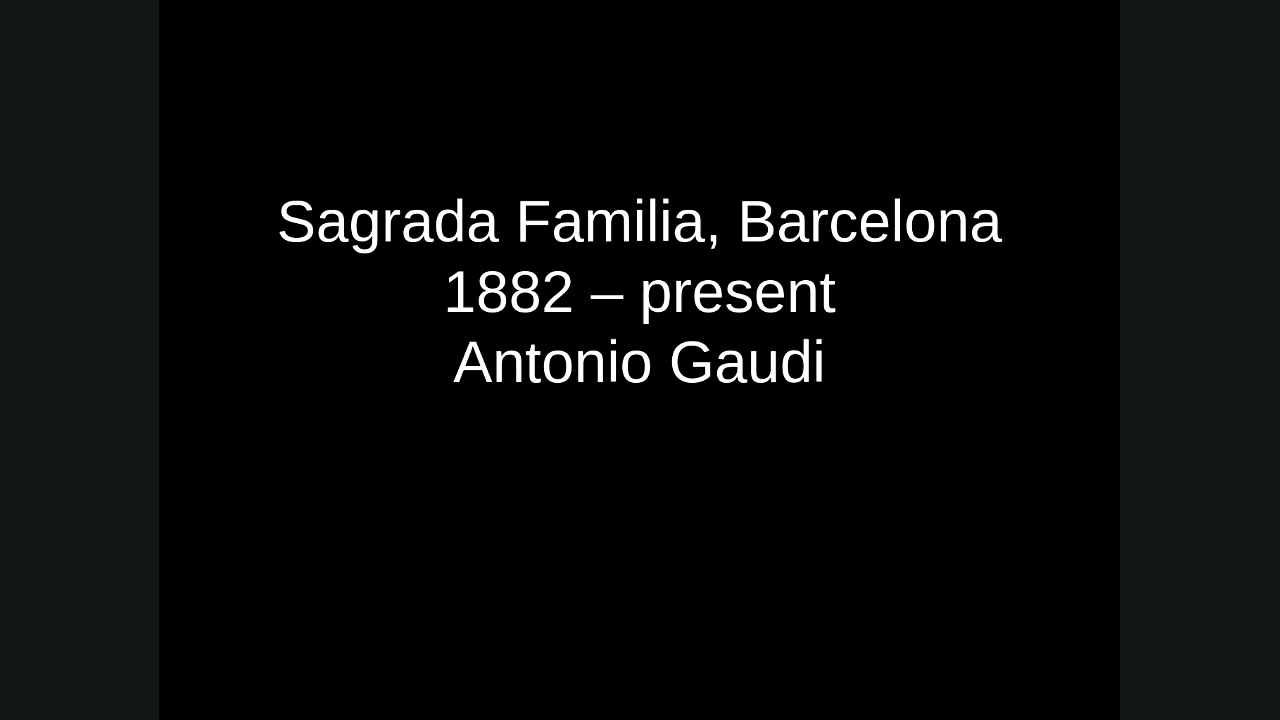 Sagrada Familia, Barcelona
1882 – present
Antonio Gaudi